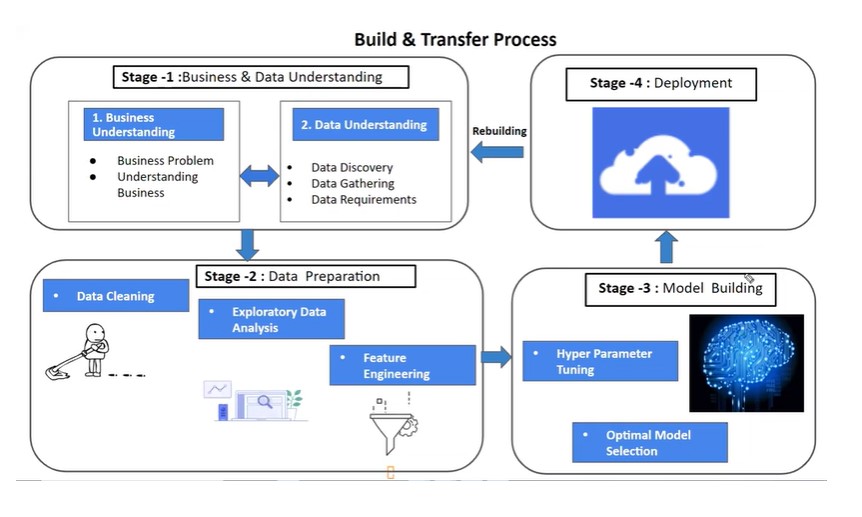 Build & Transfer Process
Stage -1 :Business & Data Understanding
1. Business
Understanding
● Business Problem
● Understanding
Business
2. Data Understanding
• Data Discovery
• Data Gathering
• Data Requirements
Rebuilding
Stage -4 : Deployment
Stage -2 : Data Preparation
• Data Cleaning
• Exploratory Data
Analysis
• Feature
Engineering
Stage -3 : Model Building
• Hyper Parameter
Tuning
• Optimal Model
Selection